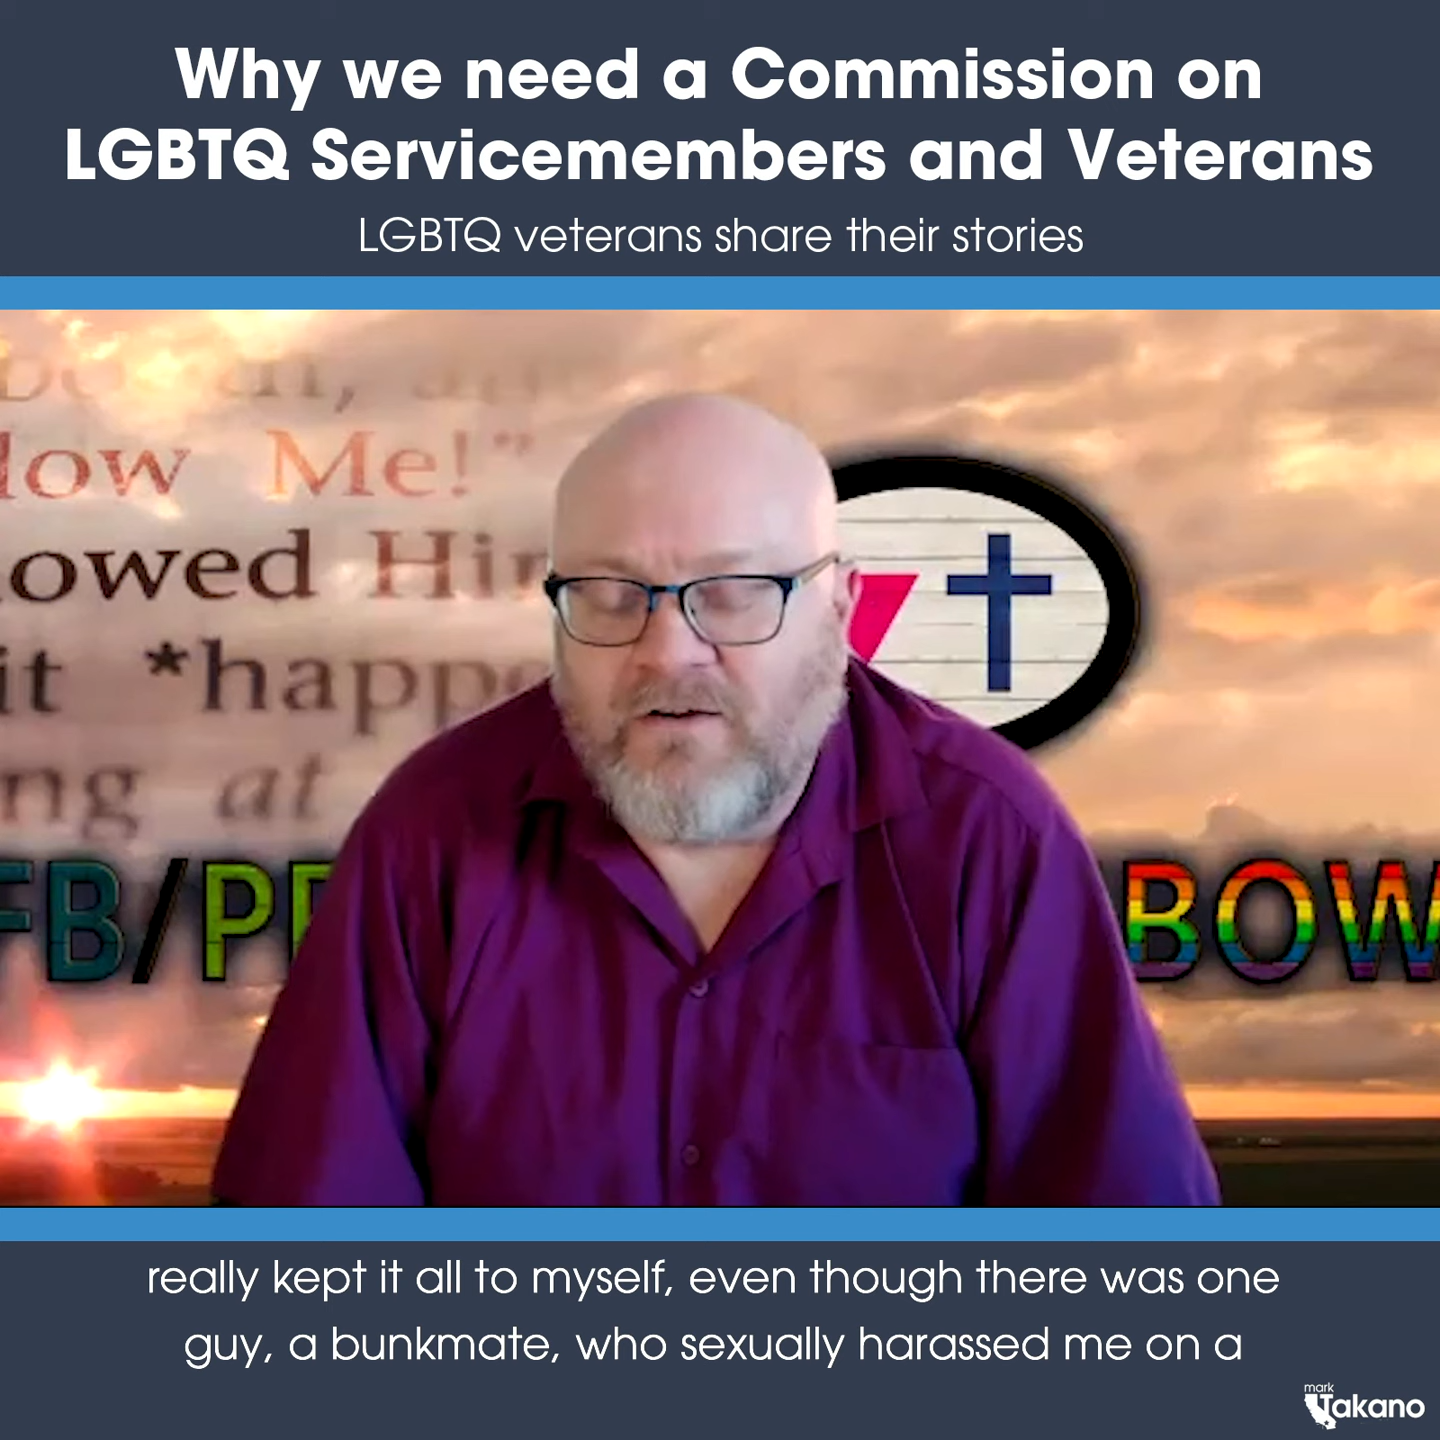 Why we need a Commission on
LGBTQ Servicemembers and Veterans
LGBTQ veterans share their stories
Me!"
owed
it *happ
ng at
FB/P
BOW
really kept it all to myself, even though there was one
guy, a bunkmate, who sexually harassed me on a
mark
Takano